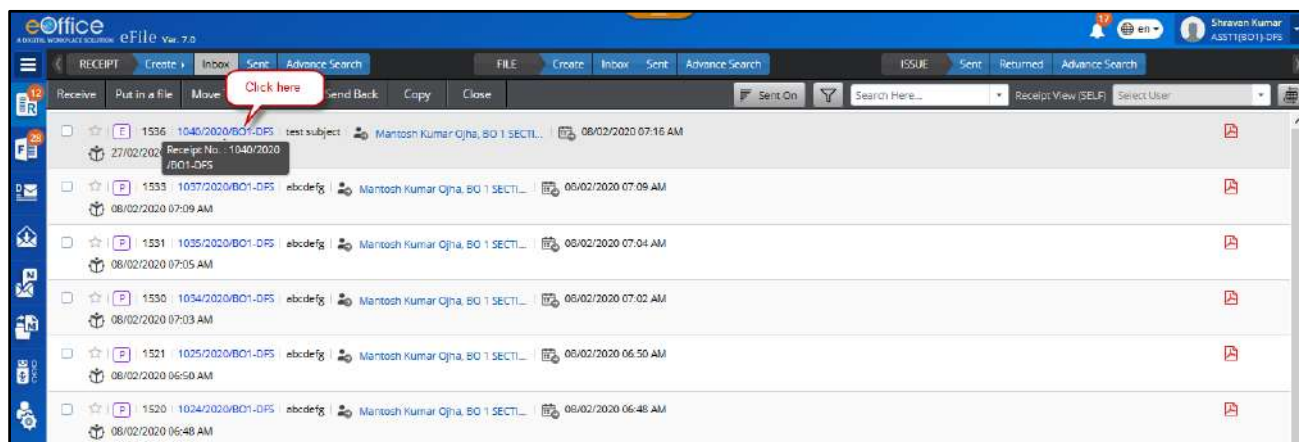 eOffice
A DIGITAL WORKPLACE SOLUTION eFile Ver. 7.0
17 en Shravan Kumar
ASST1(BO1)-DFS
RECEIPT Create Inbox Sent Advance Search FILE Create Inbox Sent Advance Search ISSUE Sent Returned Advance Search
Receive Put in a file Move Click here Send Back Copy Close Sent On Search Here... Receipt View (SELF) Select User
12
R
E 1536 1040/2020/BO1-DFS test subject Mantosh Kumar Ojha, BO 1 SECTI... 08/02/2020 07:16 AM
28
F
27/02/202 Receipt No. : 1040/2020
/BO1-DFS
P 1533 1037/2020/BO1-DFS abcdefg Mantosh Kumar Ojha, BO 1 SECTI... 08/02/2020 07:09 AM
08/02/2020 07:09 AM
P 1531 1035/2020/BO1-DFS abcdefg Mantosh Kumar Ojha, BO 1 SECTI... 08/02/2020 07:04 AM
08/02/2020 07:05 AM
P 1530 1034/2020/BO1-DFS abcdefg Mantosh Kumar Ojha, BO 1 SECTI... 08/02/2020 07:02 AM
08/02/2020 07:03 AM
P 1521 1025/2020/BO1-DFS abcdefg Mantosh Kumar Ojha, BO 1 SECTI... 08/02/2020 06:50 AM
08/02/2020 06:50 AM
P 1520 1024/2020/BO1-DFS abcdefg Mantosh Kumar Ojha, BO 1 SECTI... 08/02/2020 06:48 AM
08/02/2020 06:48 AM